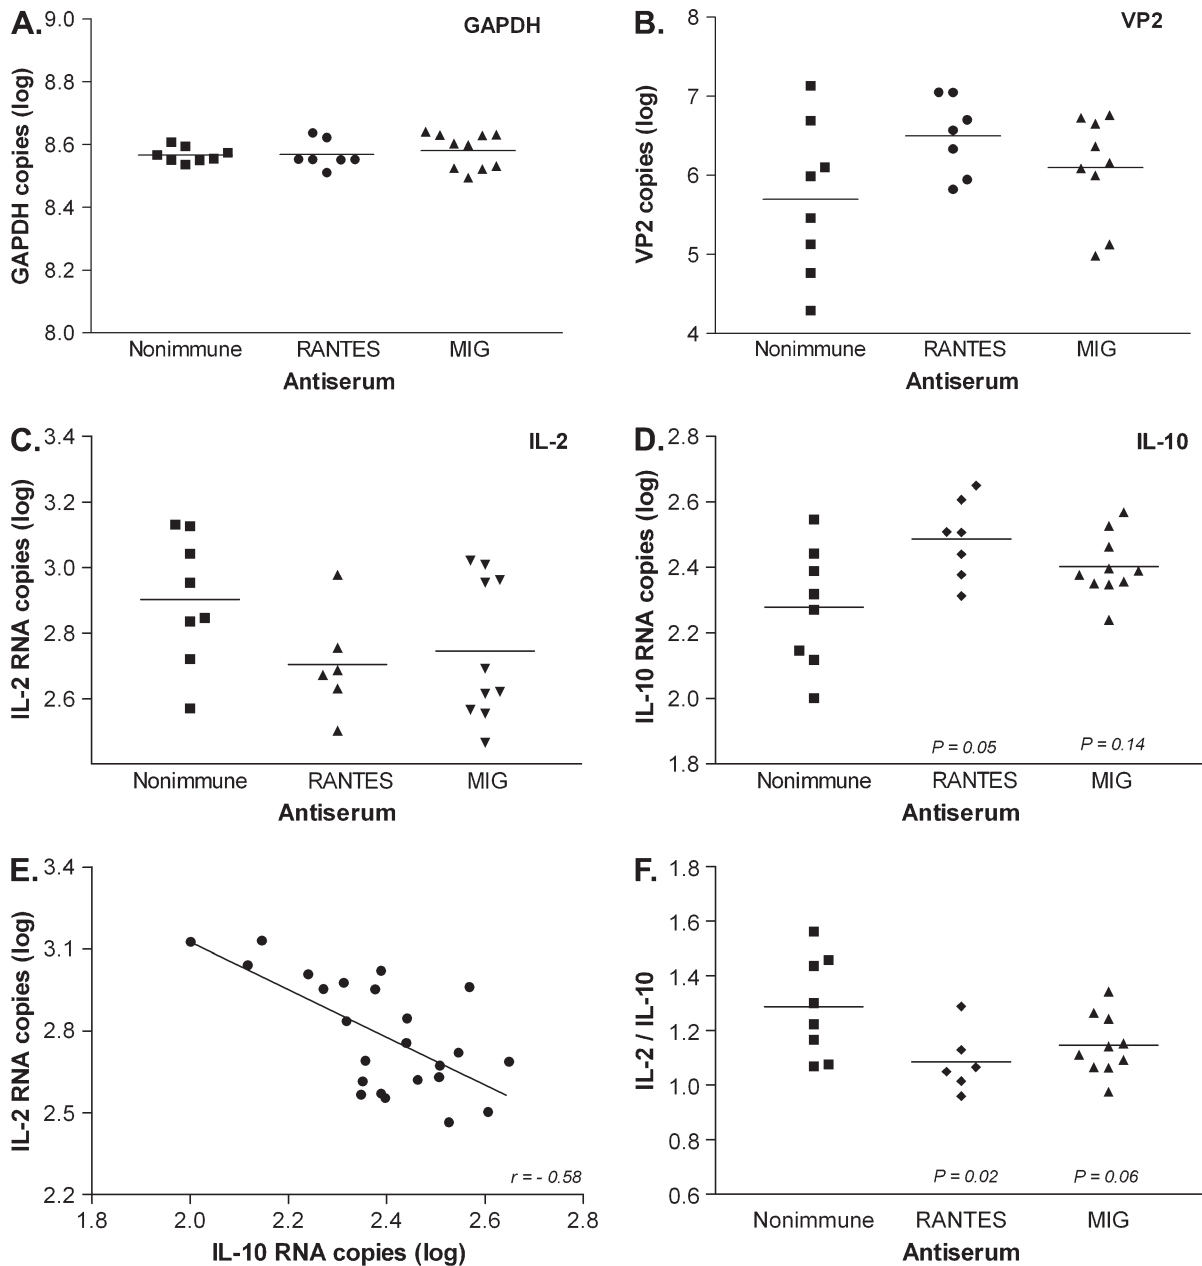 A.
GAPDH
GAPDH copies (log)
9.0
8.8
8.6
8.4
8.2
8.0
Nonimmune RANTES MIG
Antiserum
B.
VP2
VP2 copies (log)
8
7
6
5
4
Nonimmune RANTES MIG
Antiserum
C.
IL-2
IL-2 RNA copies (log)
3.4
3.2
3.0
2.8
2.6
Nonimmune RANTES MIG
Antiserum
D.
IL-10
IL-10 RNA copies (log)
2.8
2.6
2.4
2.2
2.0
1.8
P = 0.05 P = 0.14
Nonimmune RANTES MIG
Antiserum
E.
IL-2 RNA copies (log)
3.4
3.1
2.8
2.5
2.2
r = - 0.58
1.8 2.0 2.2 2.4 2.6 2.8
IL-10 RNA copies (log)
F.
IL-2 / IL-10
1.8
1.6
1.4
1.2
1.0
0.8
0.6
P = 0.02 P = 0.06
Nonimmune RANTES MIG
Antiserum